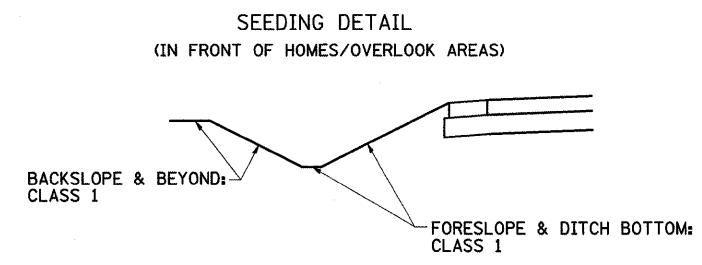 SEEDING DETAIL
(IN FRONT OF HOMES/OVERLOOK AREAS)
BACKSLOPE & BEYOND:
CLASS 1
FORESLOPE & DITCH BOTTOM:
CLASS 1